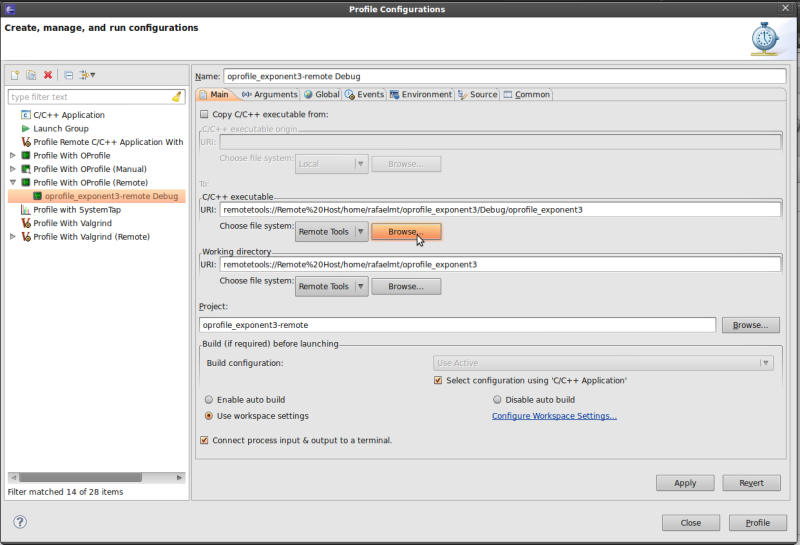 Profile Configurations
Create, manage, and run configurations
type filter text
C/C++ Application
Launch Group
Profile Remote C/C++ Application With
Profile With OProfile
Profile With OProfile (Manual)
Profile With OProfile (Remote)
oprofile_exponent3-remote Debug
Profile with SystemTap
Profile With Valgrind
Profile With Valgrind (Remote)
Filter matched 14 of 28 items
Name: oprofile_exponent3-remote Debug
Main Arguments Global Events Environment Source Common
Copy C/C++ executable from:
C/C++ executable origin
URI:
Choose file system: Local Browse...
To:
C/C++ executable
URI: remotetools://Remote%20Host/home/rafaelmt/oprofile_exponent3/Debug/oprofile_exponent3
Choose file system: Remote Tools Browse...
Working directory
URI: remotetools://Remote%20Host/home/rafaelmt/oprofile_exponent3
Choose file system: Remote Tools Browse...
Project:
oprofile_exponent3-remote Browse...
Build (if required) before launching
Build configuration: Use Active
Select configuration using 'C/C++ Application'
Enable auto build Disable auto build
Use workspace settings Configure Workspace Settings...
Connect process input & output to a terminal.
Apply Revert
? Close Profile